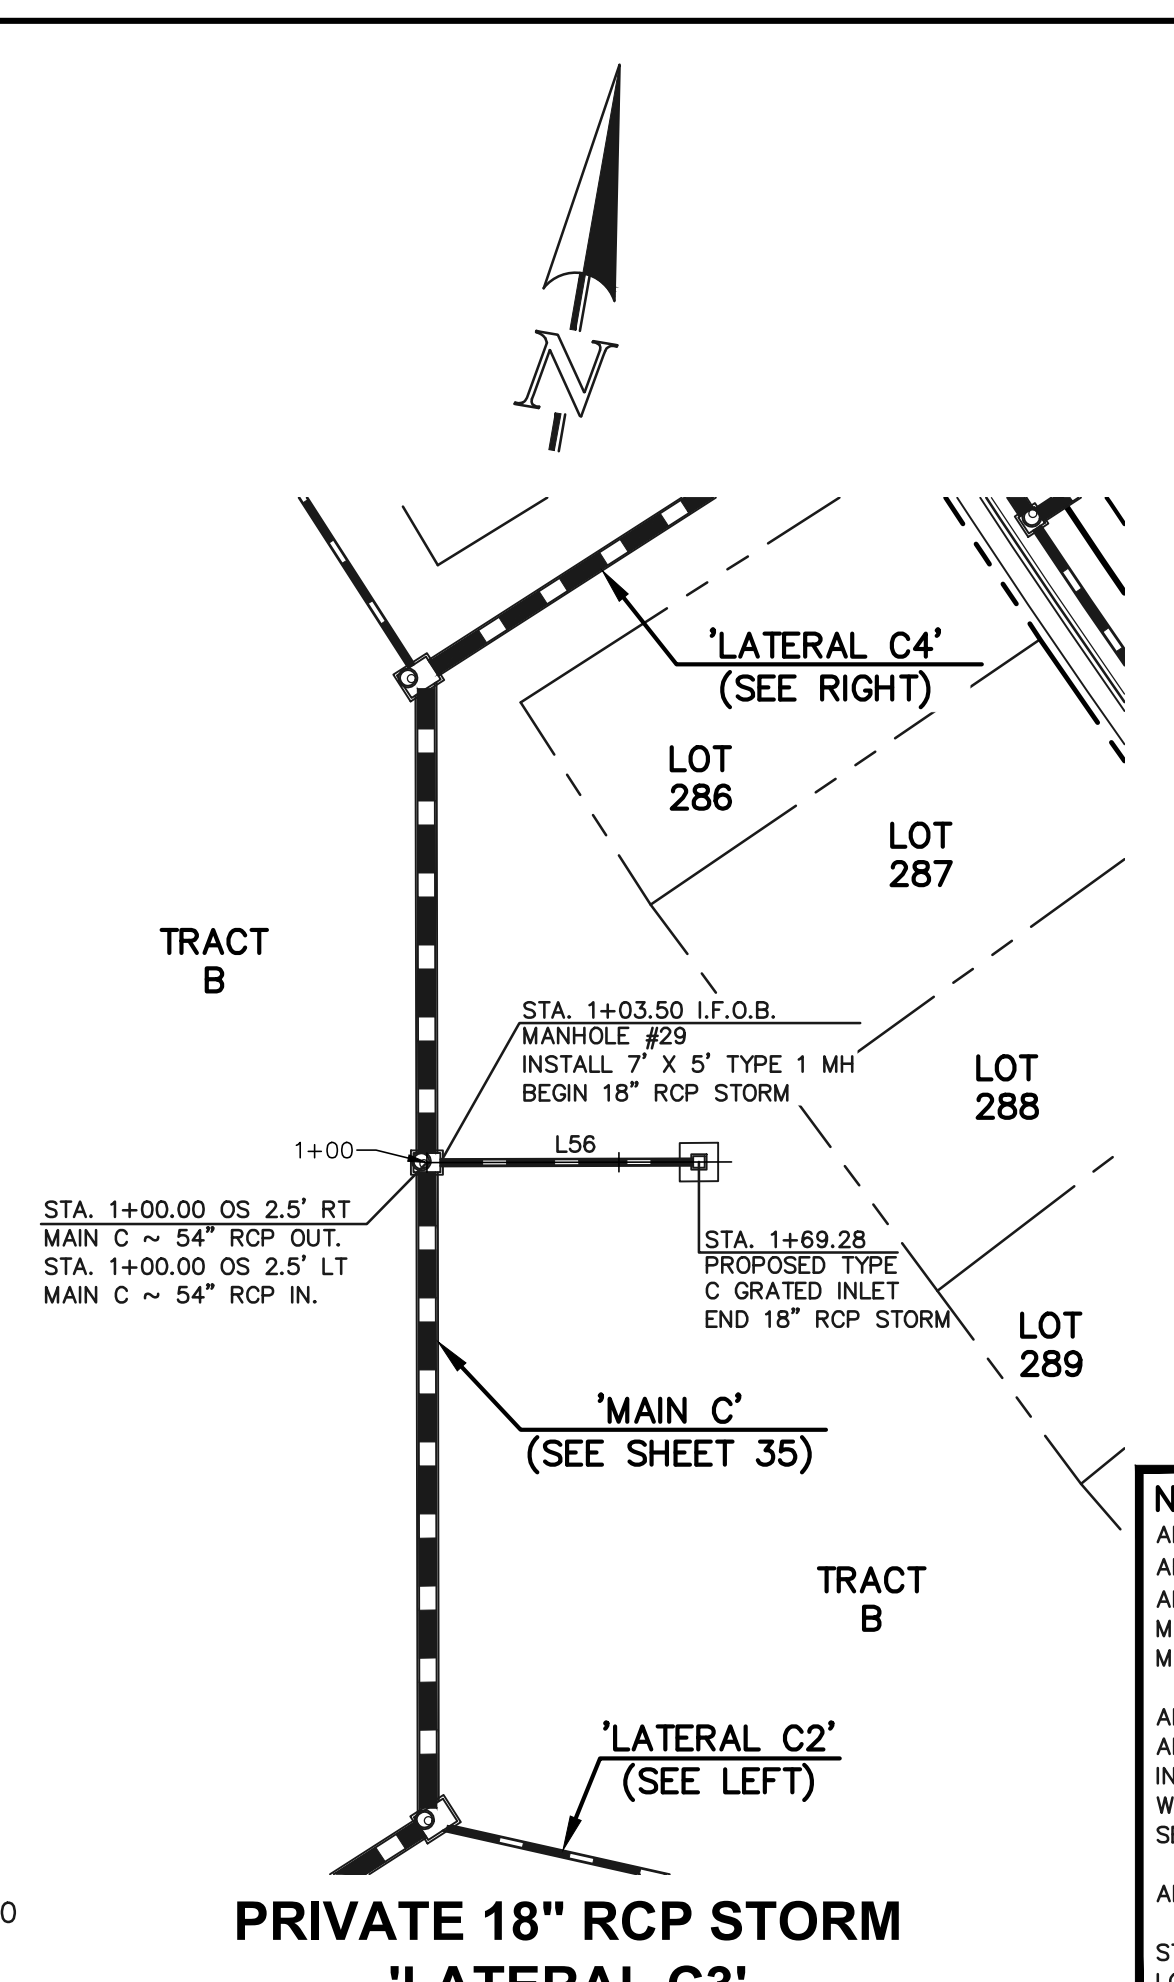 N
'LATERAL C4'
(SEE RIGHT)
LOT
286
LOT
287
TRACT
B
STA. 1+03.50 I.F.O.B.
MANHOLE #29
INSTALL 7' X 5' TYPE 1 MH
BEGIN 18" RCP STORM
LOT
288
1+00
L56
STA. 1+00.00 OS 2.5' RT
MAIN C ~ 54" RCP OUT.
STA. 1+00.00 OS 2.5' LT
MAIN C ~ 54" RCP IN.
STA. 1+69.28
PROPOSED TYPE
C GRATED INLET
END 18" RCP STORM
LOT
289
'MAIN C'
(SEE SHEET 35)
TRACT
B
'LATERAL C2'
(SEE LEFT)
0
PRIVATE 18" RCP STORM
'LATERAL C3'